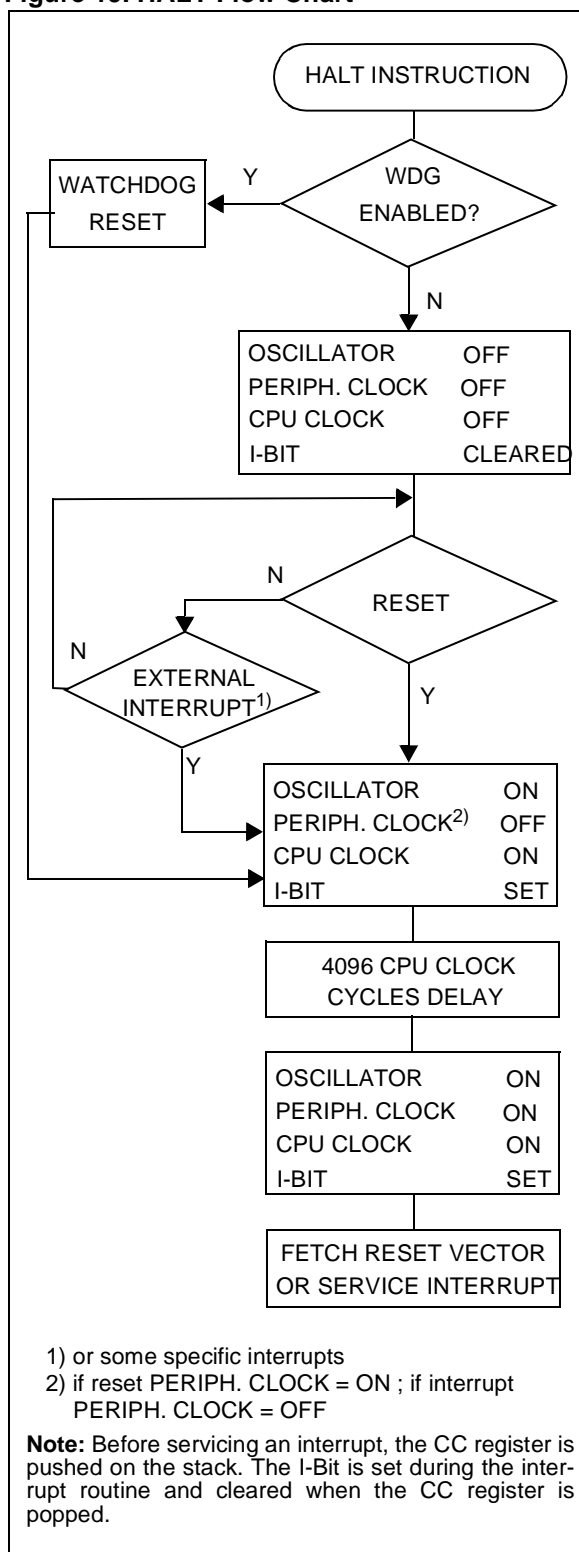 Figure 18. HALT Flow Chart
HALT INSTRUCTION
WDG
ENABLED?
Y
WATCHDOG
RESET
N
OSCILLATOR OFF
PERIPH. CLOCK OFF
CPU CLOCK OFF
I-BIT CLEARED
RESET
N
EXTERNAL
INTERRUPT1)
N
Y
Y
OSCILLATOR ON
PERIPH. CLOCK2) OFF
CPU CLOCK ON
I-BIT SET
4096 CPU CLOCK
CYCLES DELAY
OSCILLATOR ON
PERIPH. CLOCK ON
CPU CLOCK ON
I-BIT SET
FETCH RESET VECTOR
OR SERVICE INTERRUPT
1) or some specific interrupts
2) if reset PERIPH. CLOCK = ON ; if interrupt
PERIPH. CLOCK = OFF
Note: Before servicing an interrupt, the CC register is
pushed on the stack. The I-Bit is set during the inter-
rupt routine and cleared when the CC register is
popped.